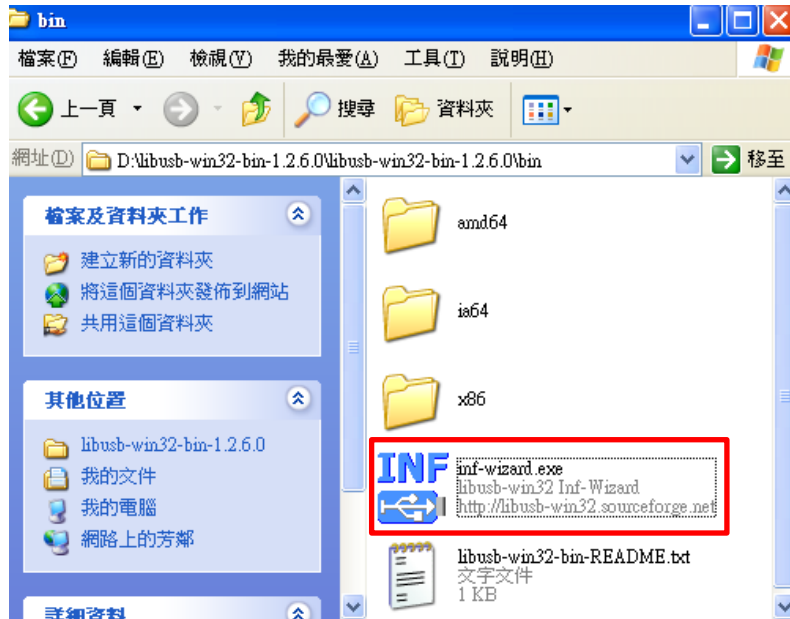 bin
檔案(F) 編輯(E) 檢視(V) 我的最愛(A) 工具(T) 說明(H)
上一頁 搜尋 資料夾
網址(D) D:\libusb-win32-bin-1.2.6.0\libusb-win32-bin-1.2.6.0\bin 移至
檔案及資料夾工作
建立新的資料夾
將這個資料夾發佈到網站
共用這個資料夾
其他位置
libusb-win32-bin-1.2.6.0
我的文件
我的電腦
網路上的芳鄰
詳細資料
amd64
ia64
x86
INF
inf-wizard.exe
libusb-win32 Inf-Wizard
http://libusb-win32.sourceforge.net
libusb-win32-bin-README.txt
文字文件
1 KB